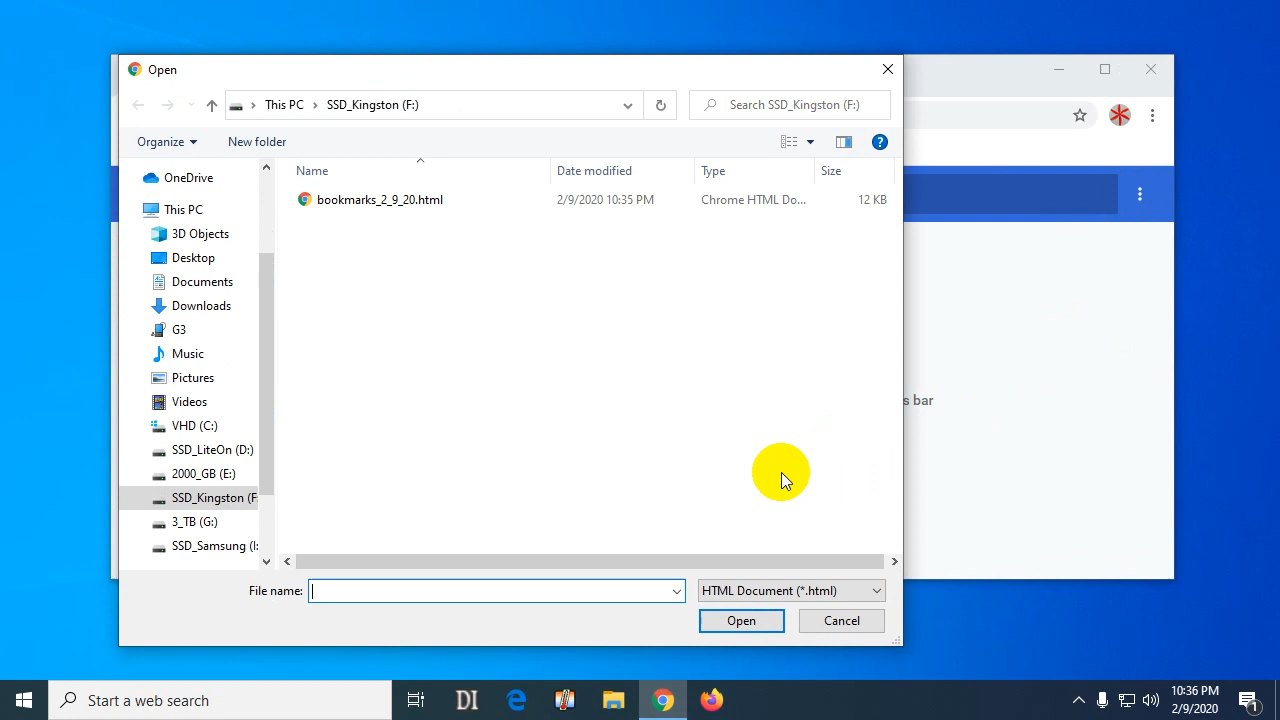 Open
This PC
SSD_Kingston (F:)
Search SSD_Kingston (F:)
Organize
New folder
Name
Date modified
Type
Size
bookmarks_2_9_20.html
2/9/2020 10:35 PM
Chrome HTML Do...
12 KB
OneDrive
This PC
3D Objects
Desktop
Documents
Downloads
G3
Music
Pictures
Videos
VHD (C:)
SSD_LiteOn (D:)
2000_GB (E:)
SSD_Kingston (F:
3_TB (G:)
SSD_Samsung (I:
s bar
File name:
HTML Document (*.html)
Open
Cancel
Start a web search
DI
10:36 PM
2/9/2020
1